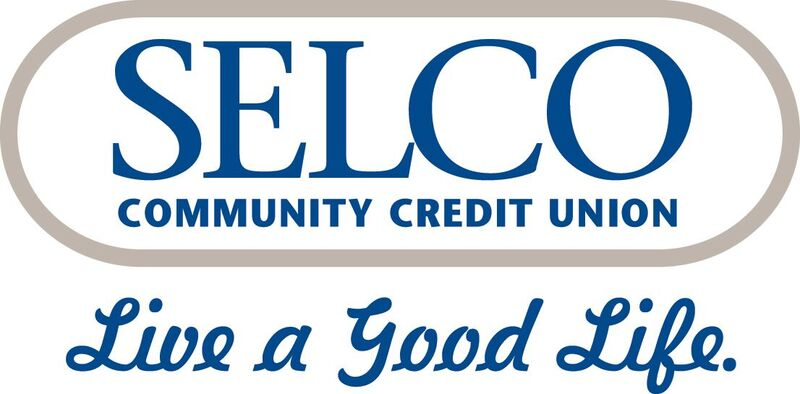 SELCO
COMMUNITY CREDIT UNION
Live a Good Life.